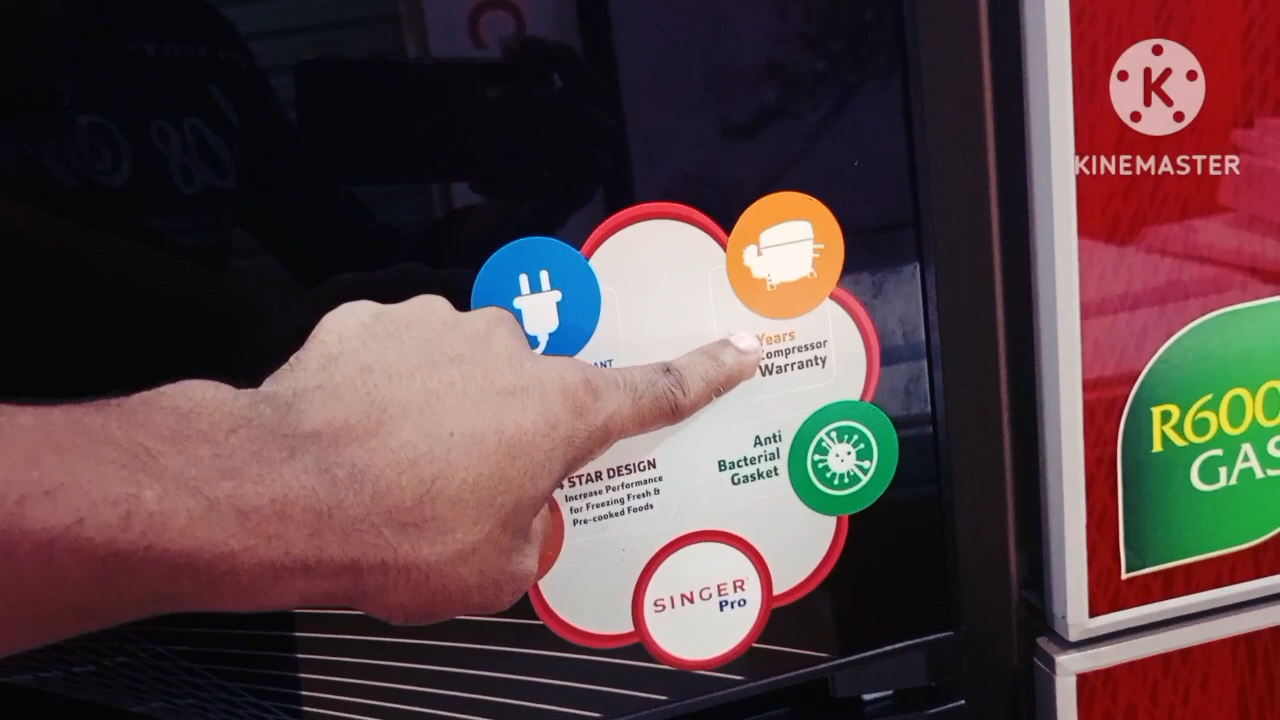 KINEMASTER
Years
Compressor
Warranty
Anti
Bacterial
Gasket
STAR DESIGN
Increase Performance
for Freezing Fresh &
Pre-cooked Foods
SINGER
Pro
R600
GAS